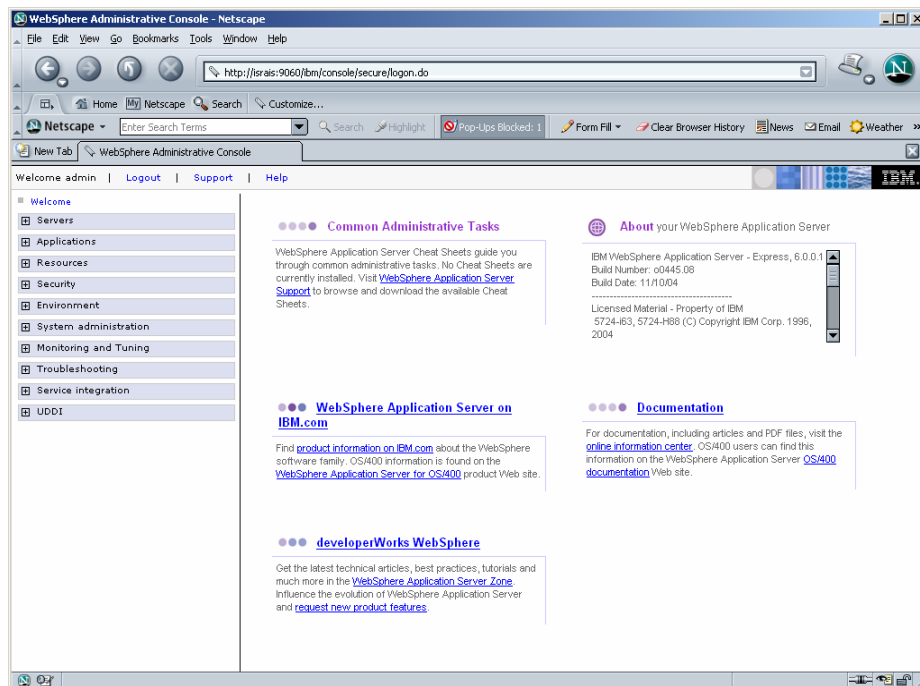 WebSphere Administrative Console - Netscape
File Edit View Go Bookmarks Tools Window Help
http://israis:9060/ibm/console/secure/logon.do
Home My Netscape Search Customize...
Netscape Enter Search Terms Search Highlight Pop-Ups Blocked: 1 Form Fill Clear Browser History News Email Weather »
New Tab WebSphere Administrative Console
Welcome admin | Logout | Support | Help IBM.
Welcome
Servers
Applications
Resources
Security
Environment
System administration
Monitoring and Tuning
Troubleshooting
Service integration
UDDI
Common Administrative Tasks
WebSphere Application Server Cheat Sheets guide you
through common administrative tasks. No Cheat Sheets are
currently installed. Visit WebSphere Application Server
Support to browse and download the available Cheat
Sheets.
About your WebSphere Application Server
IBM WebSphere Application Server - Express, 6.0.0.1
Build Number: o0445.08
Build Date: 11/10/04
----------------------------------------
Licensed Material - Property of IBM
5724-i63, 5724-H88 (C) Copyright IBM Corp. 1996,
2004
WebSphere Application Server on
IBM.com
Find product information on IBM.com about the WebSphere
software family. OS/400 information is found on the
WebSphere Application Server for OS/400 product Web site.
Documentation
For documentation, including articles and PDF files, visit the
online information center. OS/400 users can find this
information on the WebSphere Application Server OS/400
documentation Web site.
developerWorks WebSphere
Get the latest technical articles, best practices, tutorials and
much more in the WebSphere Application Server Zone.
Influence the evolution of WebSphere Application Server
and request new product features.